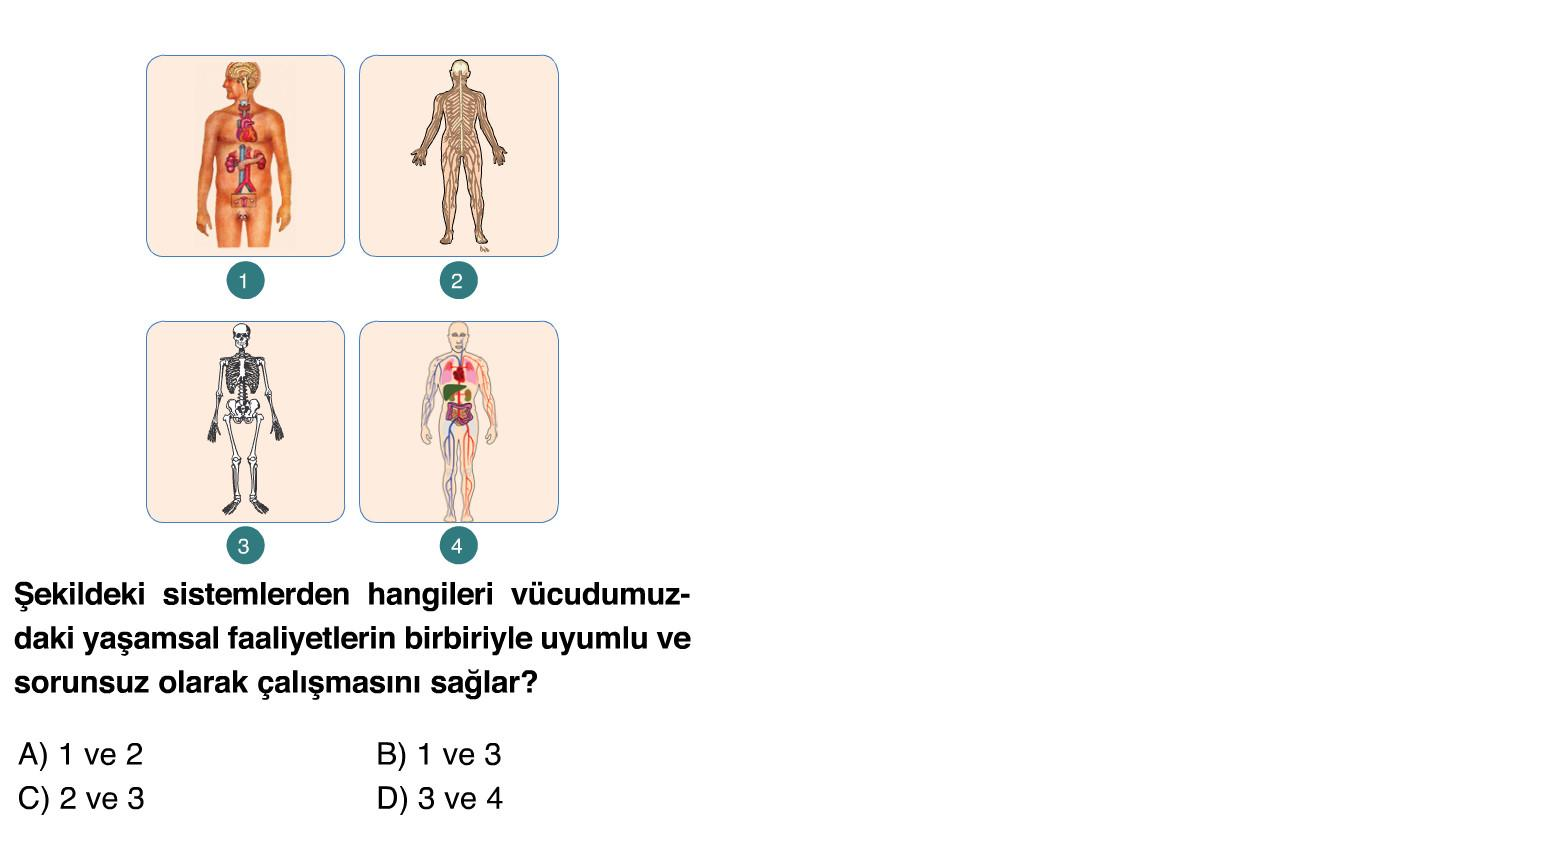 1
2
3
4
Şekildeki sistemlerden hangileri vücudumuz-
daki yaşamsal faaliyetlerin birbiriyle uyumlu ve
sorunsuz olarak çalışmasını sağlar?
A) 1 ve 2
B) 1 ve 3
C) 2 ve 3
D) 3 ve 4